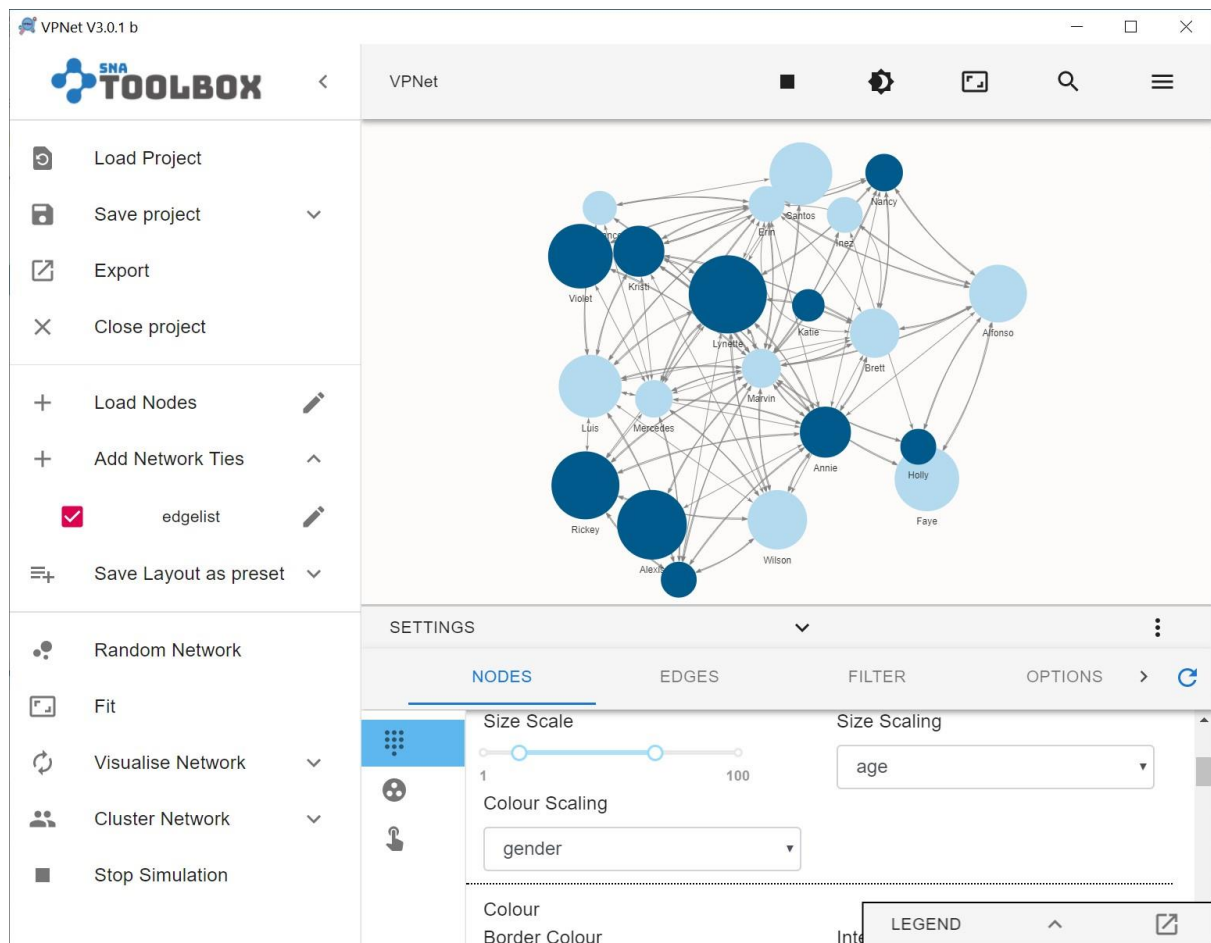 VPNet V3.0.1 b
SNA
TOOLBOX
VPNet
Load Project
Save project
Export
Close project
Load Nodes
Add Network Ties
edgelist
Save Layout as preset
Random Network
Fit
Visualise Network
Cluster Network
Stop Simulation
Santos
Nancy
Erin
Inez
Violet
Kristi
Lynette
Katie
Alfonso
Brett
Marvin
Luis
Mercedes
Annie
Holly
Faye
Rickey
Alexis
Wilson
SETTINGS
NODES EDGES FILTER OPTIONS
Size Scale Size Scaling
1 100
age
Colour Scaling
gender
Colour
Border Colour
LEGEND